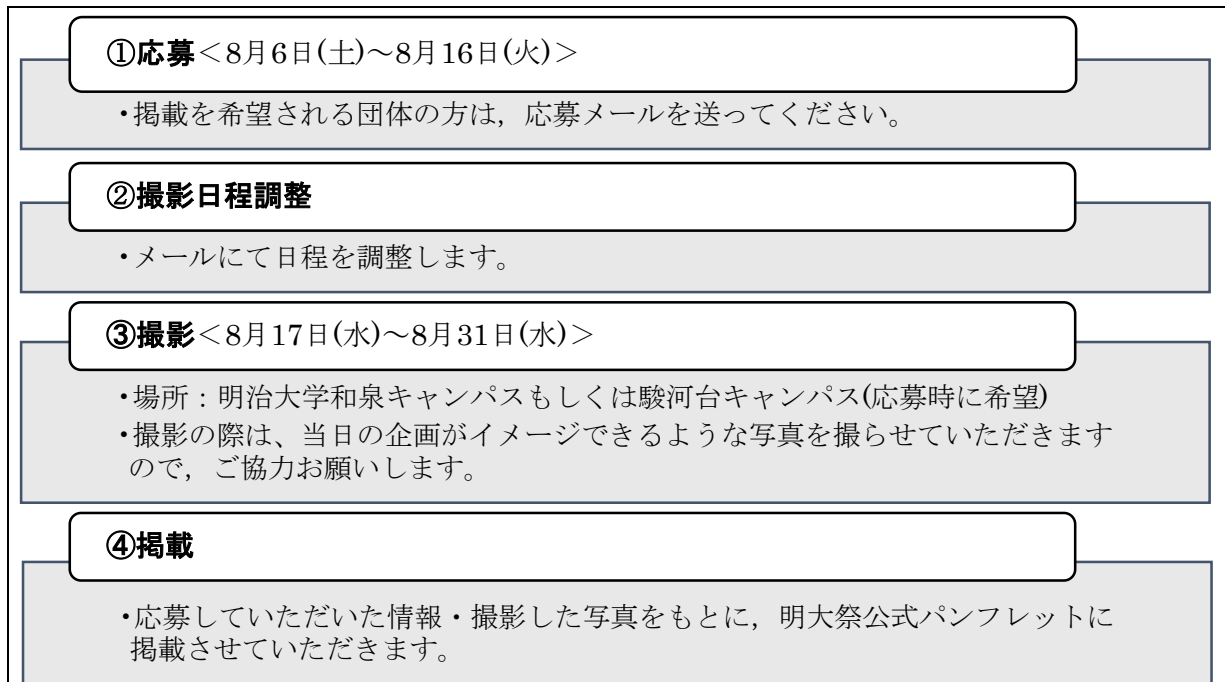 ①応募＜8月6日(土)～8月16日(火)＞
・掲載を希望される団体の方は，応募メールを送ってください。
②撮影日程調整
・メールにて日程を調整します。
③撮影＜8月17日(水)～8月31日(水)＞
・場所：明治大学和泉キャンパスもしくは駿河台キャンパス(応募時に希望)
・撮影の際は、当日の企画がイメージできるような写真を撮らせていただきます
ので，ご協力お願いします。
④掲載
・応募していただいた情報・撮影した写真をもとに，明大祭公式パンフレットに
掲載させていただきます。